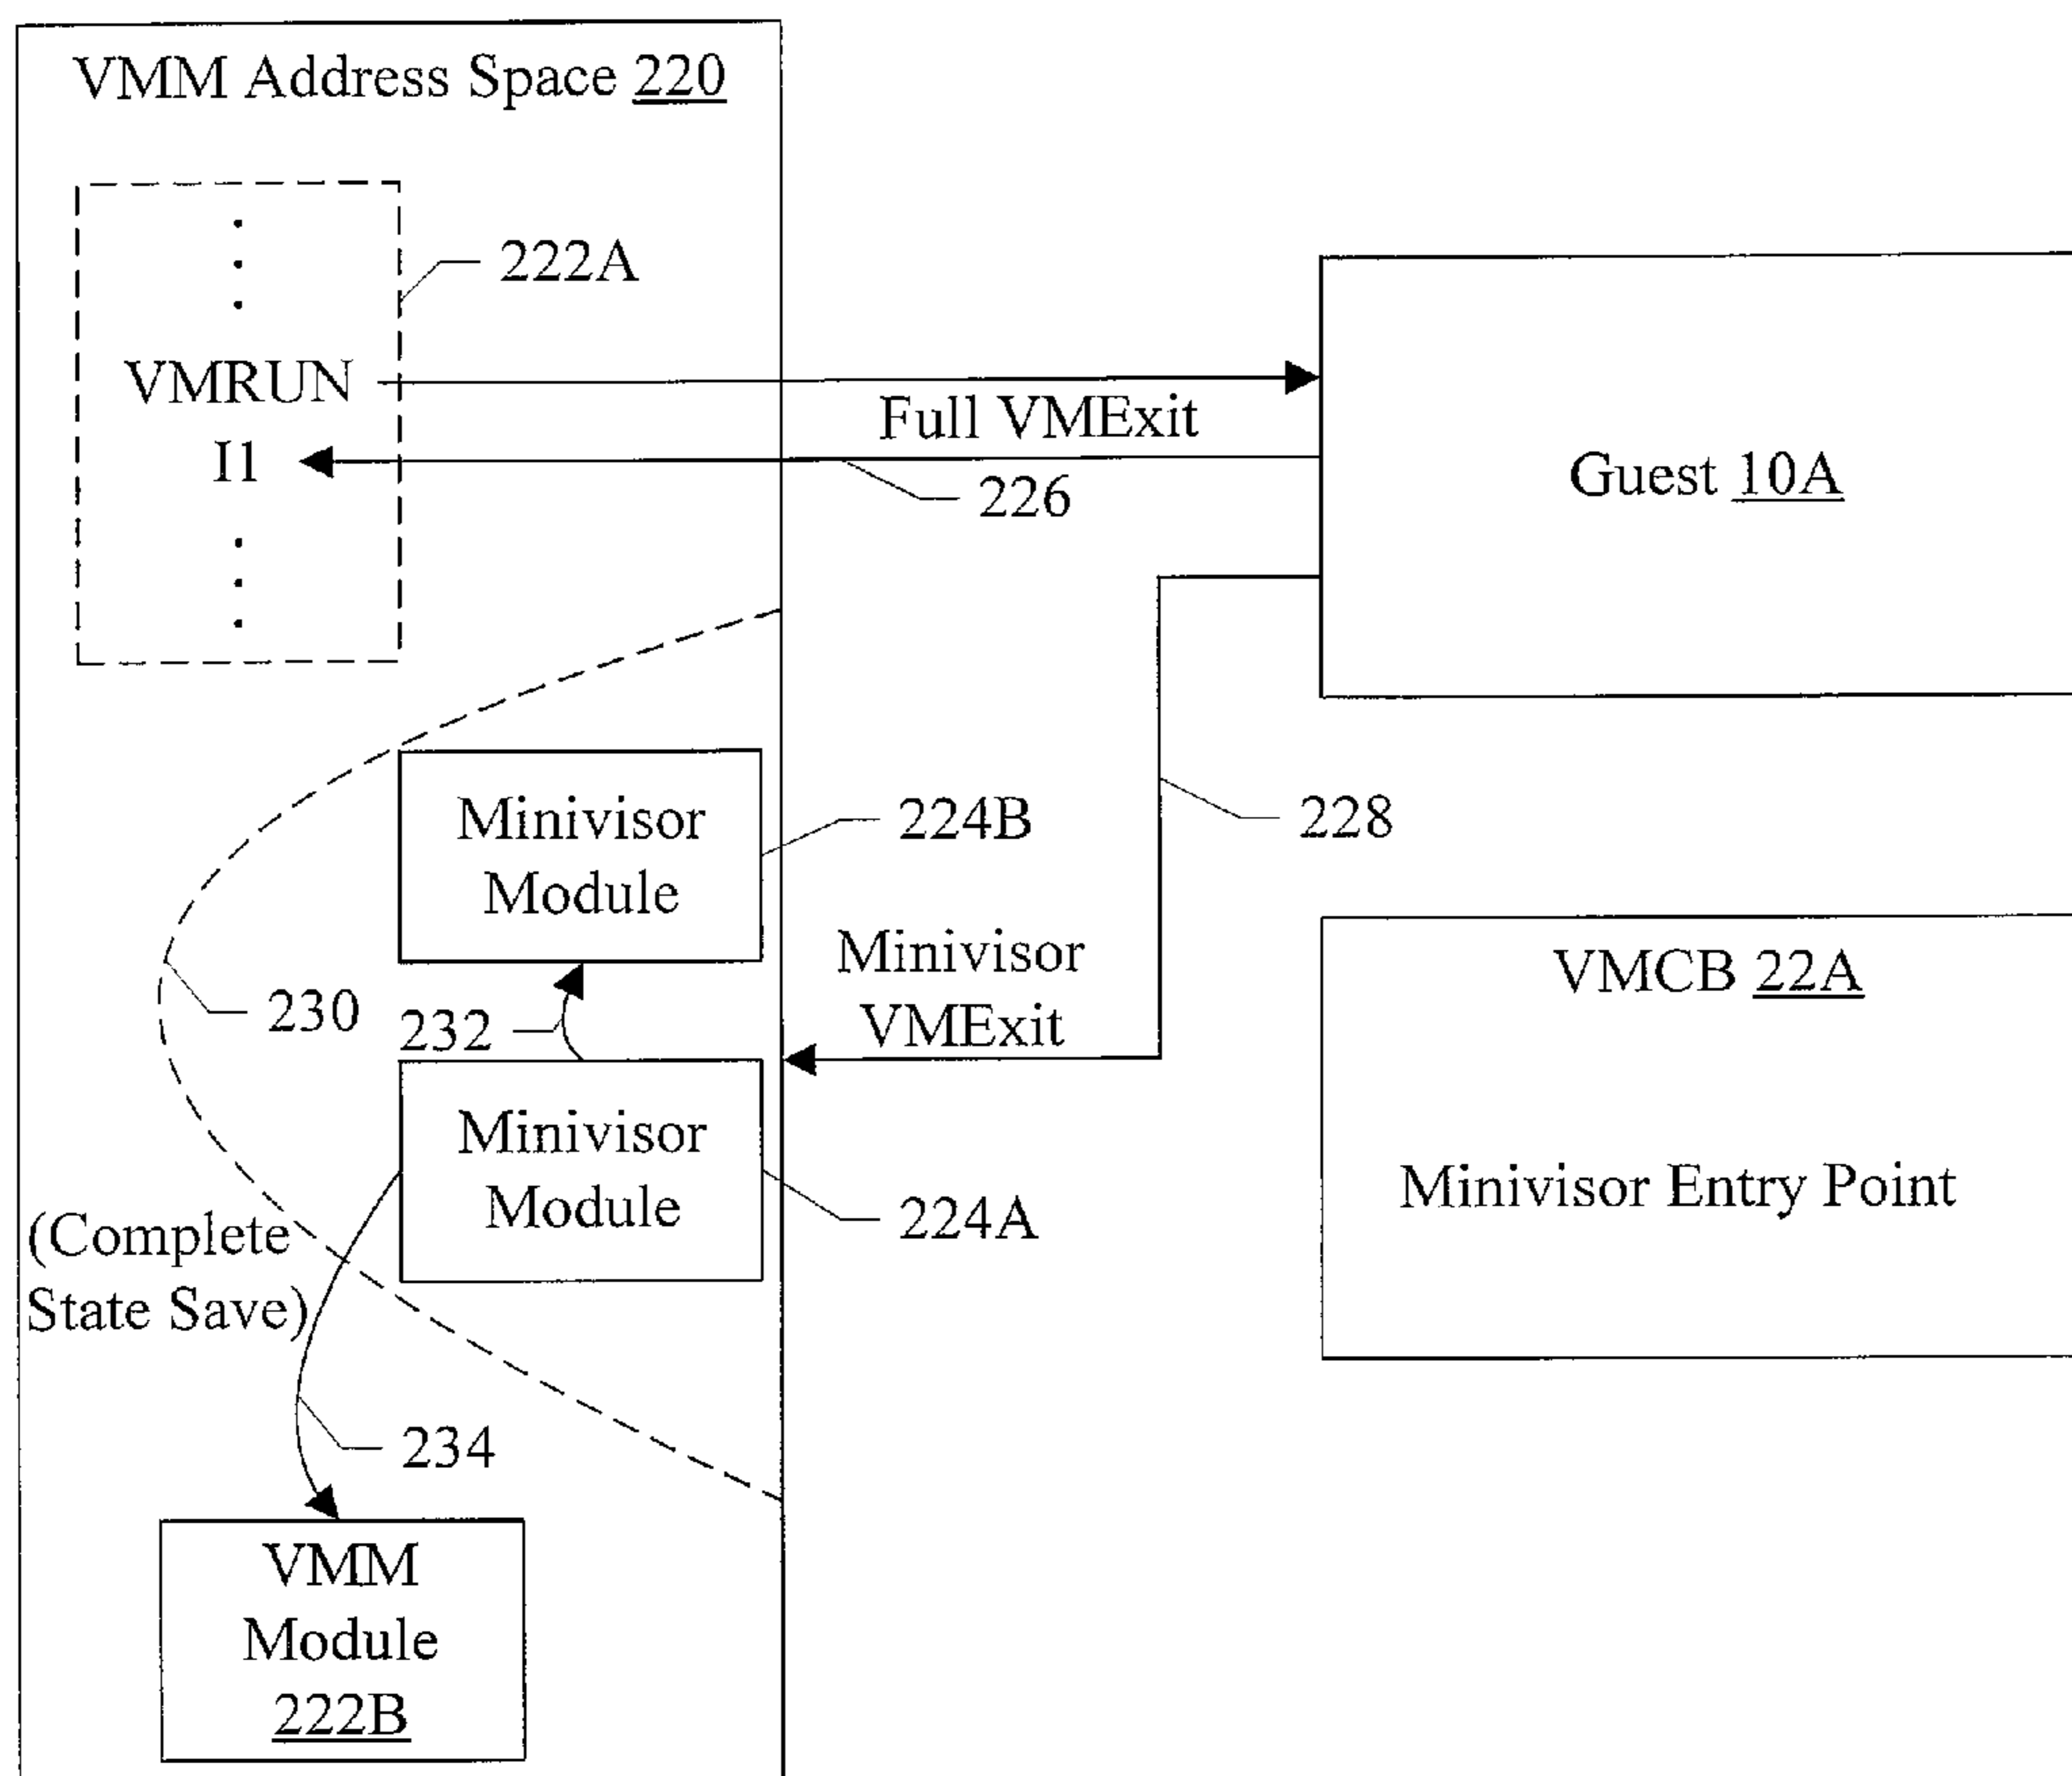 VMM Address Space 220
222A
VMRUN
Full VMExit
I1
226
Guest 10A
Minivisor
Module
224B
228
Minivisor
VMExit
VMCB 22A
230
232
Minivisor
Module
224A
Minivisor Entry Point
(Complete
State Save)
234
VMM
Module
222B